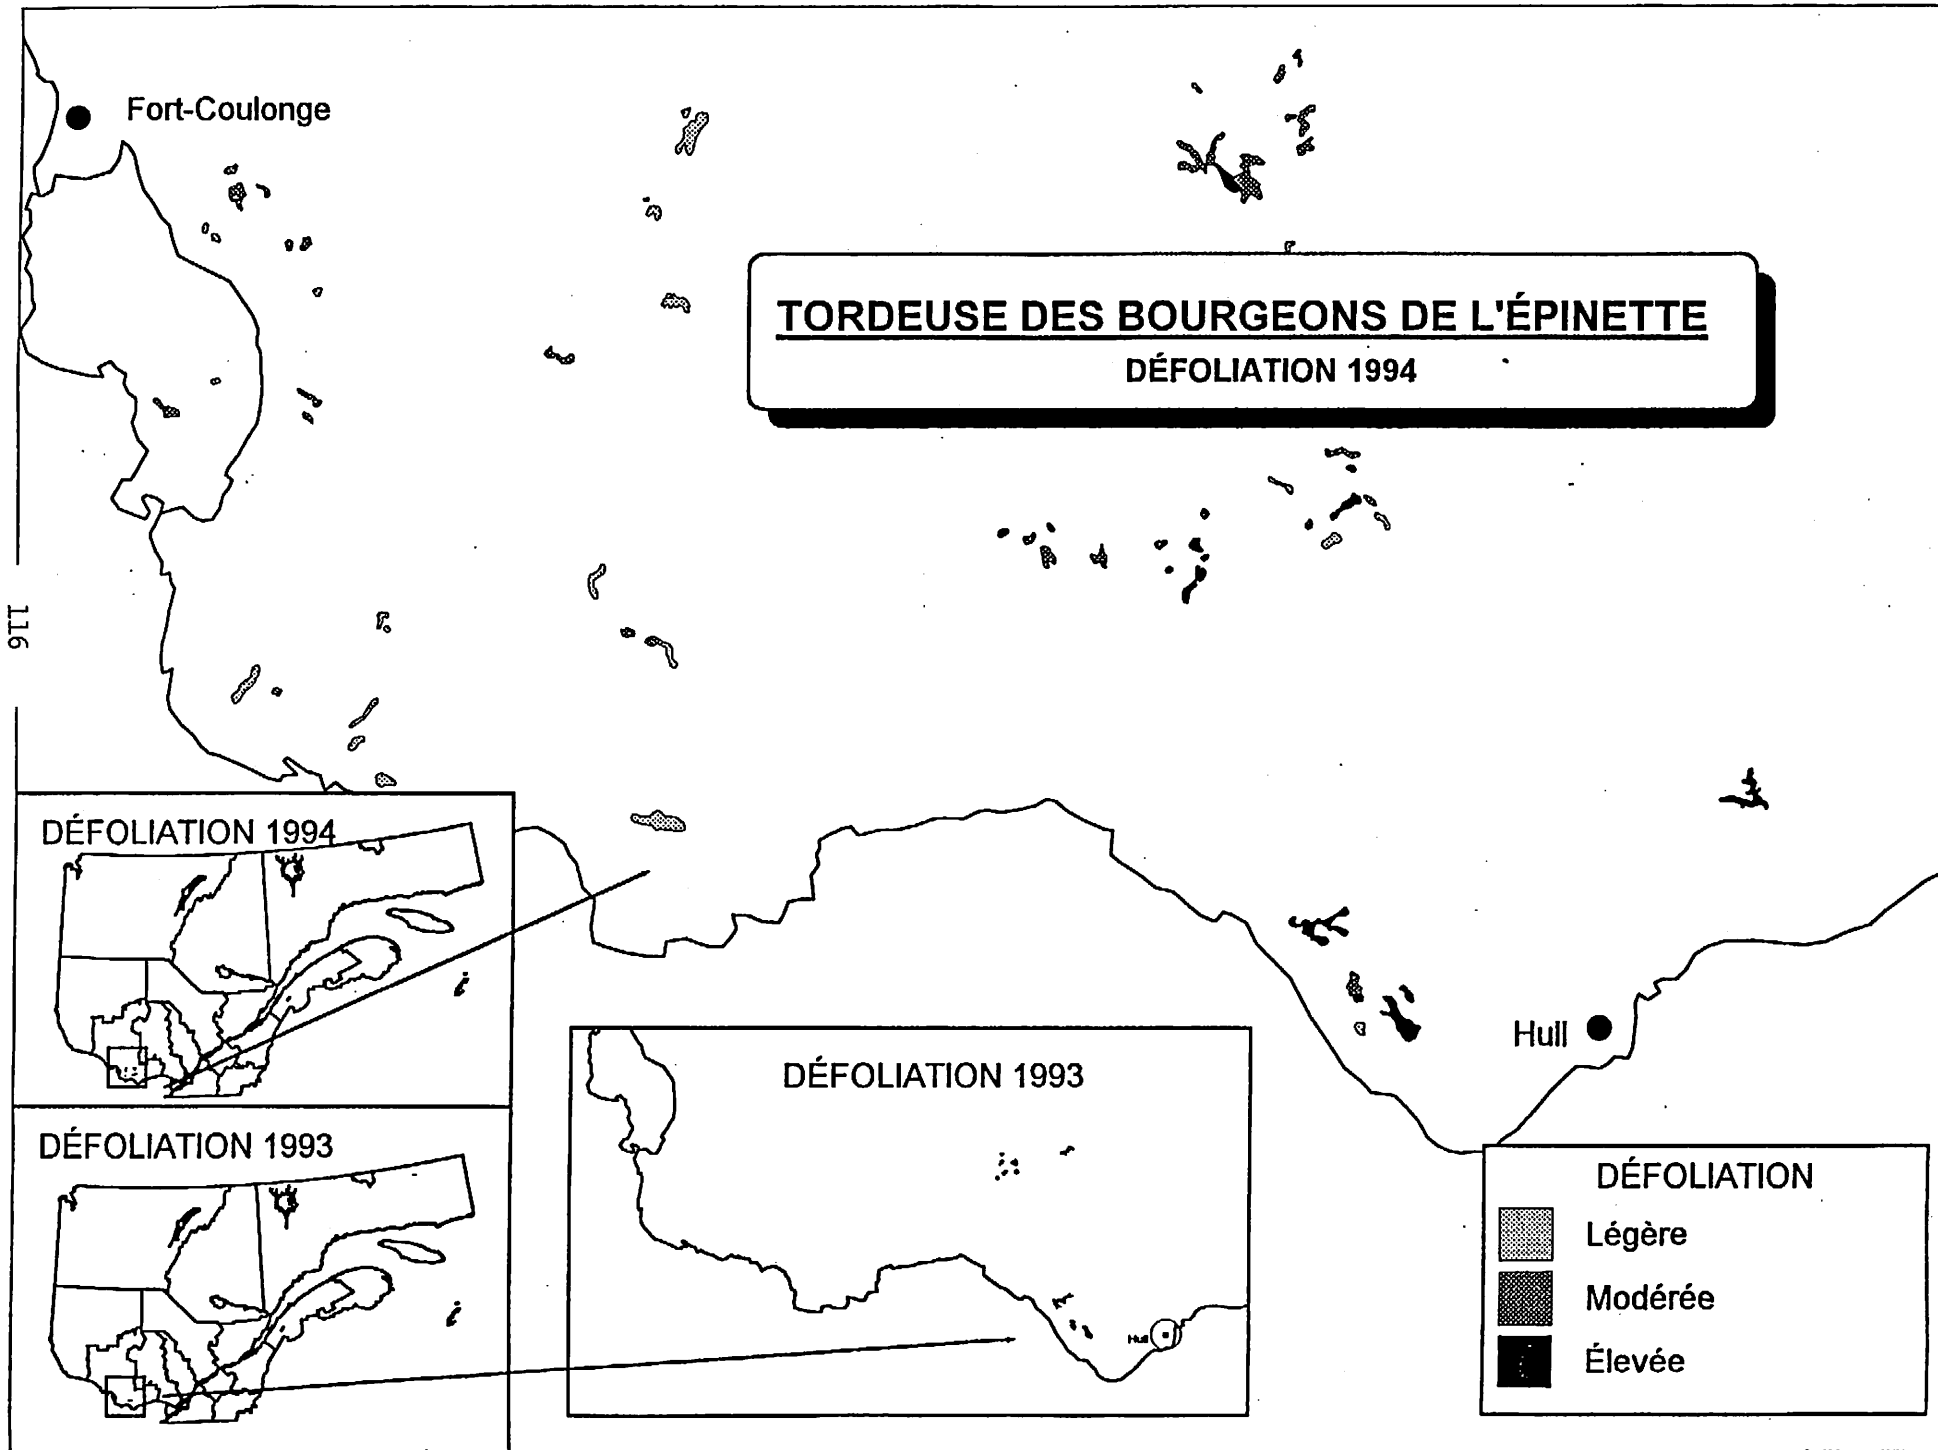 Fort-Coulonge
TORDEUSE DES BOURGEONS DE L'ÉPINETTE
DÉFOLIATION 1994
116
DÉFOLIATION 1994
DÉFOLIATION 1993
DÉFOLIATION 1993
Hull
Hull
DÉFOLIATION
Légère
Modérée
Élevée